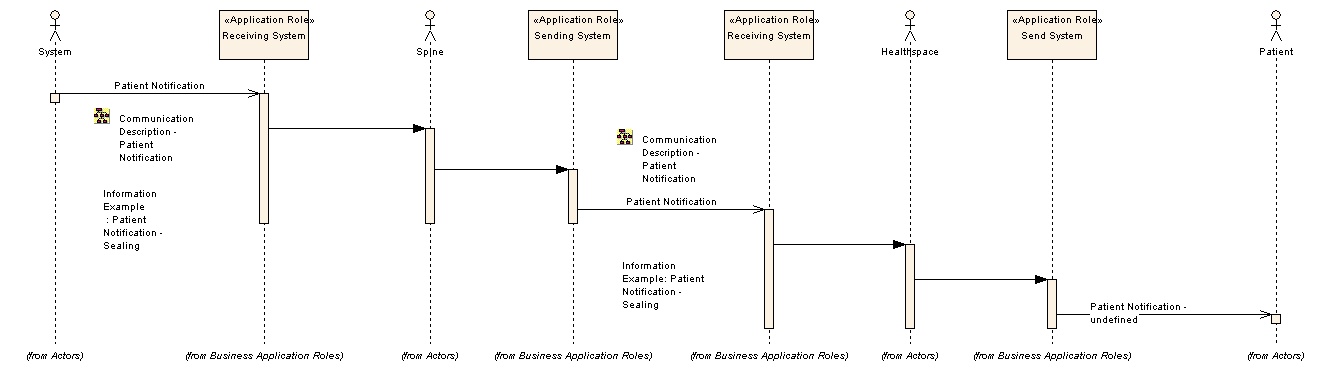 «Application Role»
Receiving System
«Application Role»
Sending System
«Application Role»
Receiving System
«Application Role»
Send System
System
Spine
Healthspace
Patient
Patient Notification
Communication
Description -
Patient
Notification
Information
Example
: Patient
Notification -
Sealing
Communication
Description -
Patient
Notification
Patient Notification
Information
Example: Patient
Notification -
Sealing
Patient Notification -
undefined
(from Actors)
(from Business Application Roles)
(from Actors)
(from Business Application Roles)
(from Business Application Roles)
(from Actors)
(from Business Application Roles)
(from Actors)